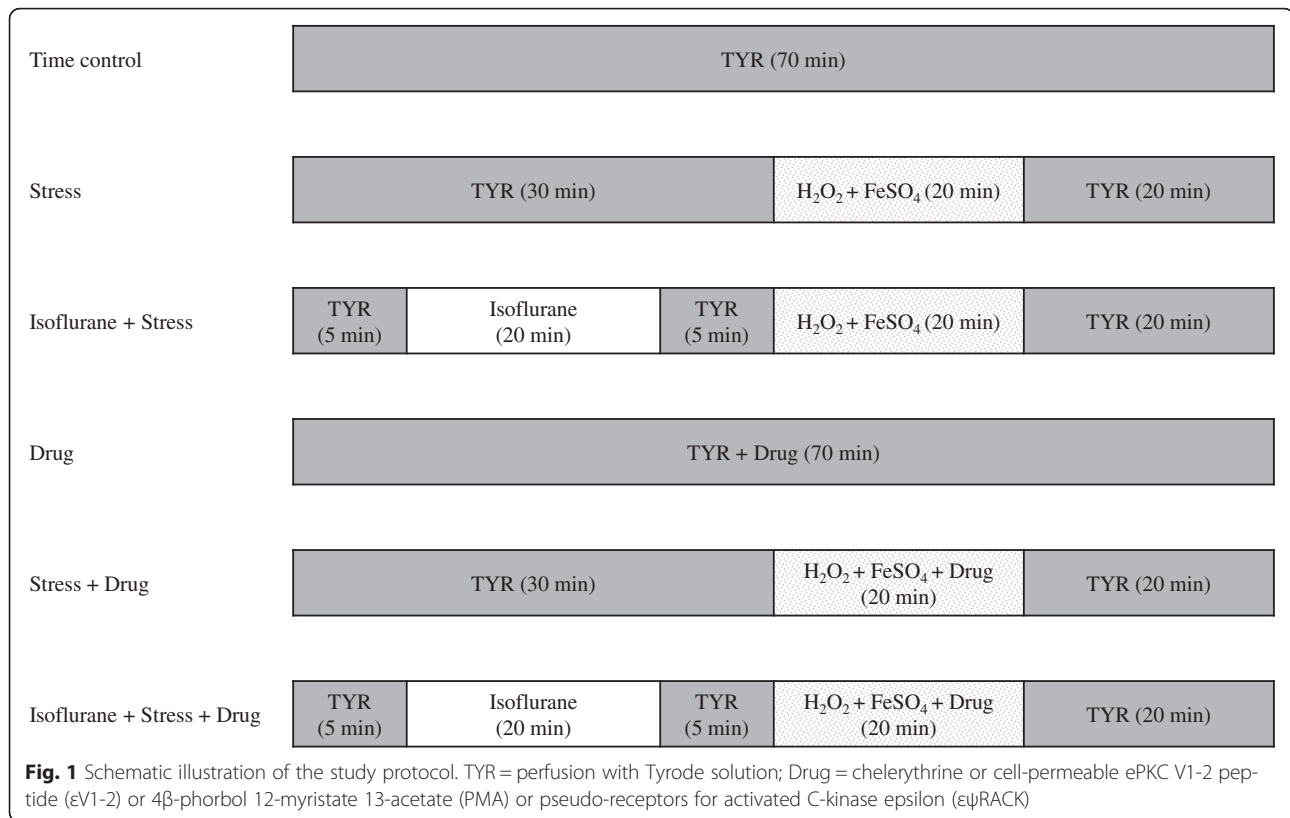 Time control
TYR (70 min)
Stress
TYR (30 min)
H₂O₂ + FeSO₄ (20 min)
TYR (20 min)
Isoflurane + Stress
TYR
(5 min)
Isoflurane
(20 min)
TYR
(5 min)
H₂O₂ + FeSO₄ (20 min)
TYR (20 min)
Drug
TYR + Drug (70 min)
Stress + Drug
TYR (30 min)
H₂O₂ + FeSO₄ + Drug
(20 min)
TYR (20 min)
Isoflurane + Stress + Drug
TYR
(5 min)
Isoflurane
(20 min)
TYR
(5 min)
H₂O₂ + FeSO₄ + Drug
(20 min)
TYR (20 min)
Fig. 1 Schematic illustration of the study protocol. TYR = perfusion with Tyrode solution; Drug = chelerythrine or cell-permeable ePKC V1-2 pep-
tide (εV1-2) or 4β-phorbol 12-myristate 13-acetate (PMA) or pseudo-receptors for activated C-kinase epsilon (εψRACK)